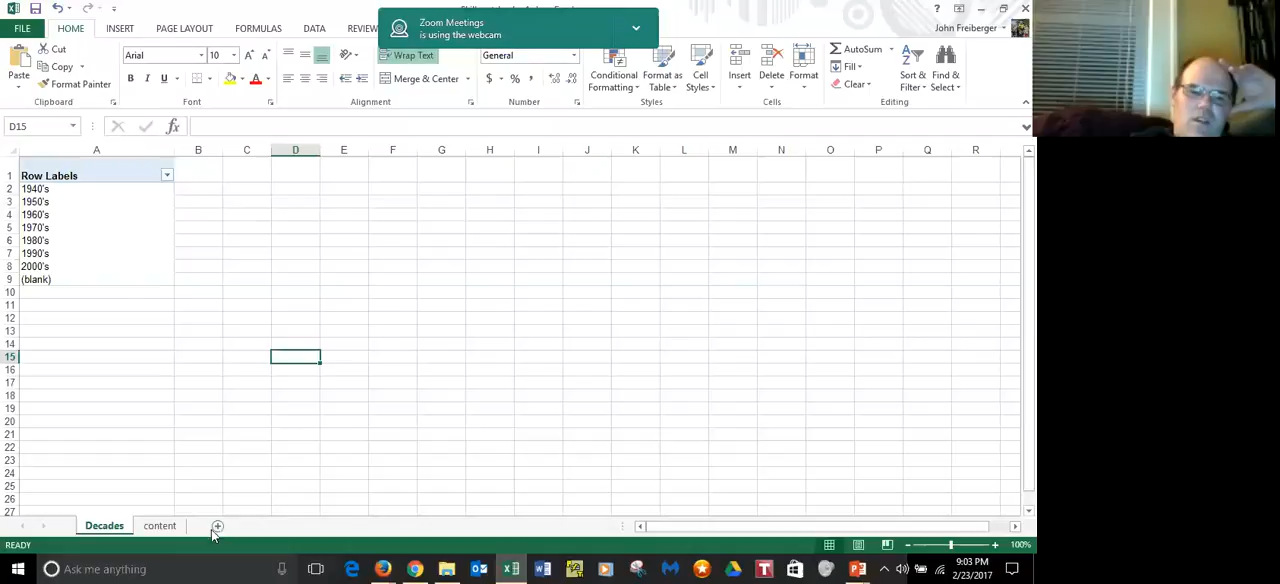 Zoom Meetings
is using the webcam
John Freiberger
FILE HOME INSERT PAGE LAYOUT FORMULAS DATA REVIEW
Cut
Copy
Format Painter
Paste
Clipboard
Arial 10
B I U
Font
Wrap Text
Merge & Center
Alignment
General
$ % ,
Number
Conditional Formatting
Format as Table
Cell Styles
Styles
Insert Delete Format
Cells
AutoSum
Fill
Clear
Sort & Filter
Find & Select
Editing
D15 fx
A B C D E F G H I J K L M N O P Q R
1 Row Labels
2 1940's
3 1950's
4 1960's
5 1970's
6 1980's
7 1990's
8 2000's
9 (blank)
10
11
12
13
14
15
16
17
18
19
20
21
22
23
24
25
26
27
Decades content
READY 100%
Ask me anything
9:03 PM
2/23/2017